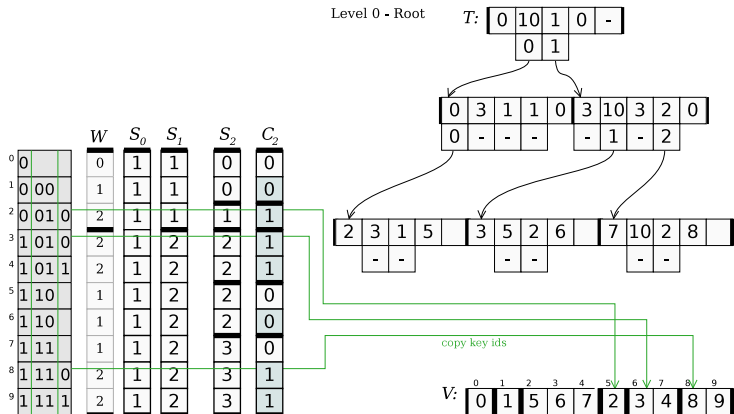 Level 0 - Root T: 0 10 1 0 -
0 1
0 3 1 1 0 3 10 3 2 0
0 - - - - 1 - 2
W S0 S1 S2 C2
0 0 0 1 1 0 0
1 0 00 1 1 1 0 0
2 0 01 0 2 1 1 1 1
2 3 1 5 3 5 2 6 7 10 2 8
3 1 01 0 2 1 2 2 1
4 1 01 1 2 1 2 2 1
- - - - - -
5 1 10 1 1 2 2 0
6 1 10 1 1 2 2 0
7 1 11 1 1 2 3 0
copy key ids
8 1 11 0 2 1 2 3 1
0 1 2 3 4 5 6 7 8 9
9 1 11 1 2 1 2 3 1
V: 0 1 5 6 7 2 3 4 8 9